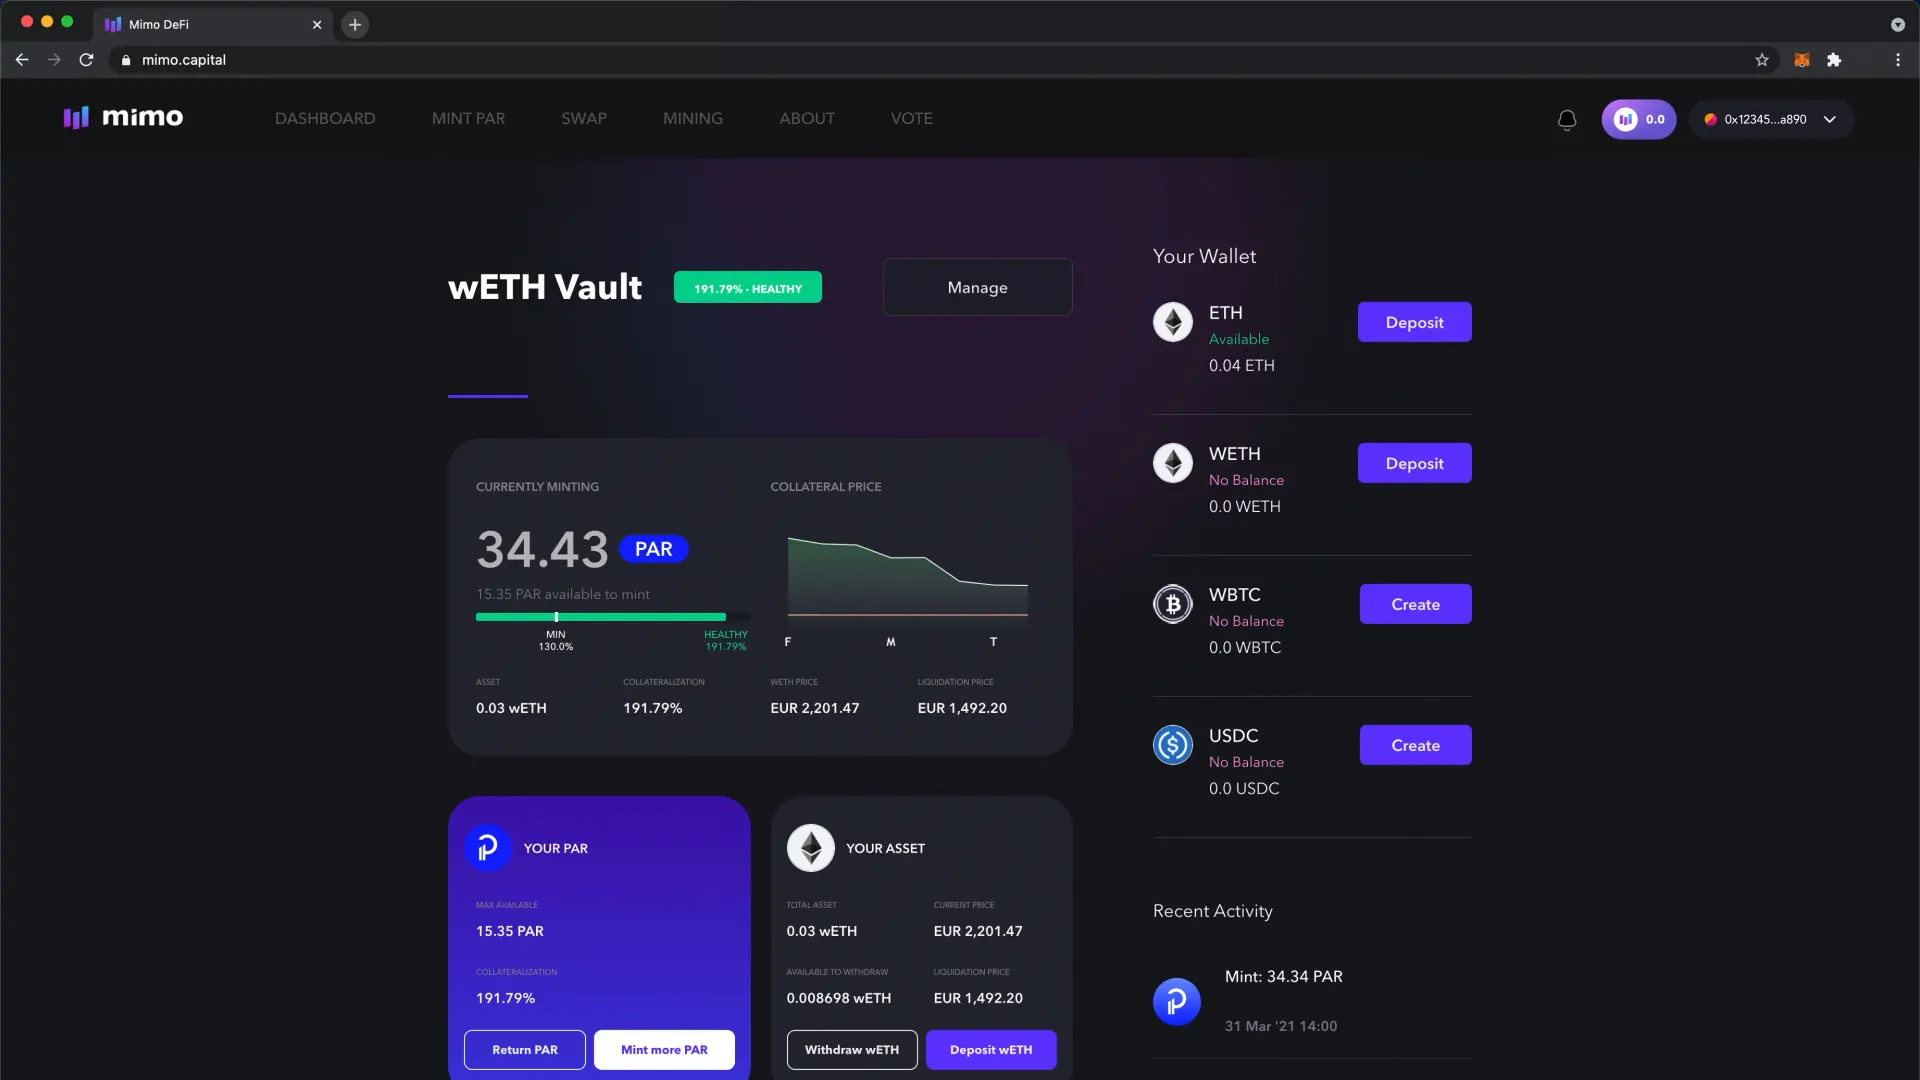 Mimo DeFi
mimo.capital
mimo
DASHBOARD
MINT PAR
SWAP
MINING
ABOUT
VOTE
0.0
0x12345...a890
wETH Vault
191.79% - HEALTHY
Manage
CURRENTLY MINTING
COLLATERAL PRICE
34.43 PAR
15.35 PAR available to mint
MIN
130.0%
HEALTHY
191.79%
F M T
ASSET
0.03 wETH
COLLATERALIZATION
191.79%
WETH PRICE
EUR 2,201.47
LIQUIDATION PRICE
EUR 1,492.20
YOUR PAR
MAX AVAILABLE
15.35 PAR
COLLATERALIZATION
191.79%
Return PAR
Mint more PAR
YOUR ASSET
TOTAL ASSET
0.03 wETH
CURRENT PRICE
EUR 2,201.47
AVAILABLE TO WITHDRAW
0.008698 wETH
LIQUIDATION PRICE
EUR 1,492.20
Withdraw wETH
Deposit wETH
Your Wallet
ETH
Available
0.04 ETH
Deposit
WETH
No Balance
0.0 WETH
Deposit
WBTC
No Balance
0.0 WBTC
Create
USDC
No Balance
0.0 USDC
Create
Recent Activity
Mint: 34.34 PAR
31 Mar '21 14:00